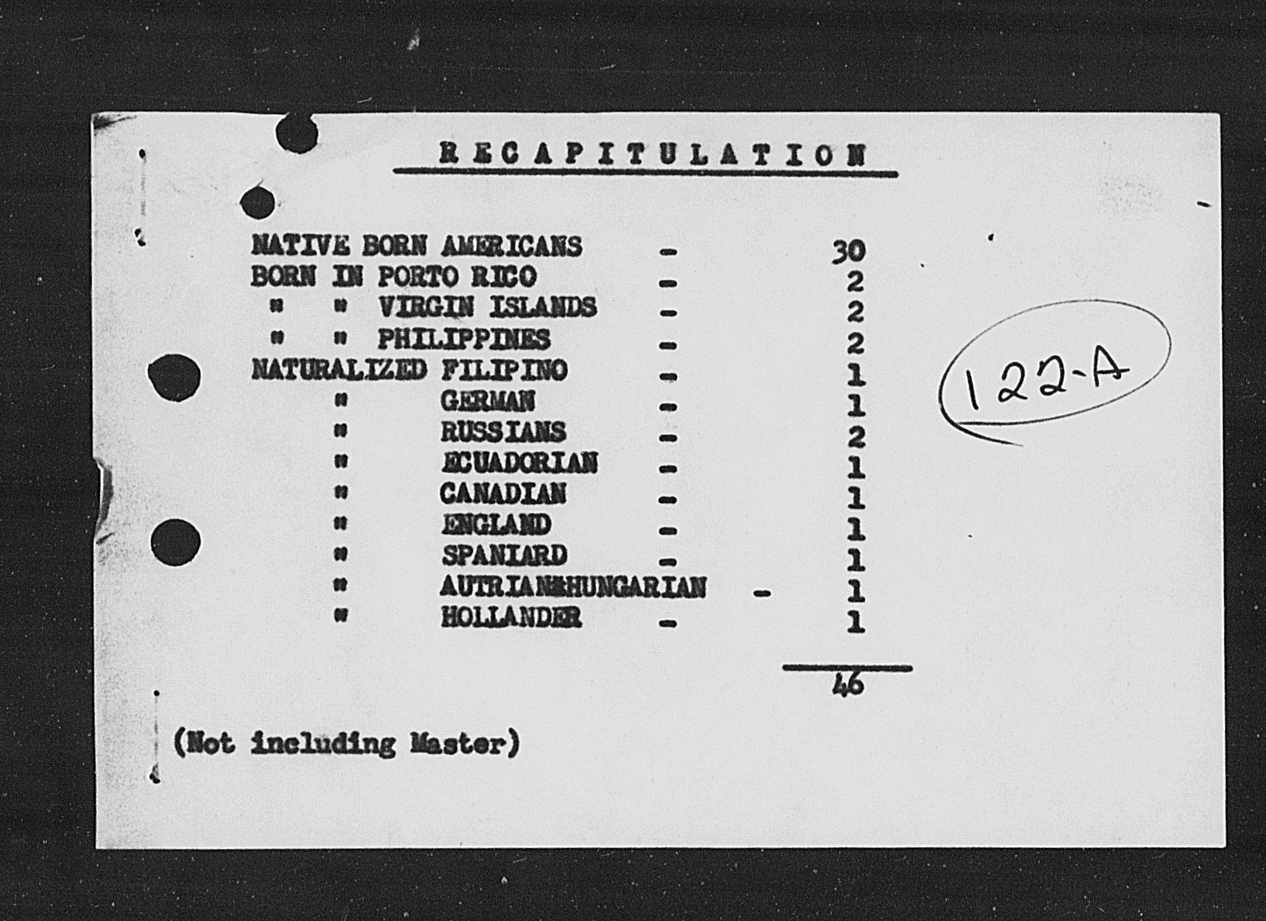 RECAPITULATION
NATIVE BORN AMERICANS - 30
BORN IN PORTO RICO - 2
" " VIRGIN ISLANDS - 2
" " PHILIPPINES - 2
NATURALIZED FILIPINO - 1
" GERMAN - 1
" RUSSIANS - 2
" ECUADORIAN - 1
" CANADIAN - 1
" ENGLAND - 1
" SPANIARD - 1
" AUTRIAN&HUNGARIAN - 1
" HOLLANDER - 1
46
122-A
(Not including Master)